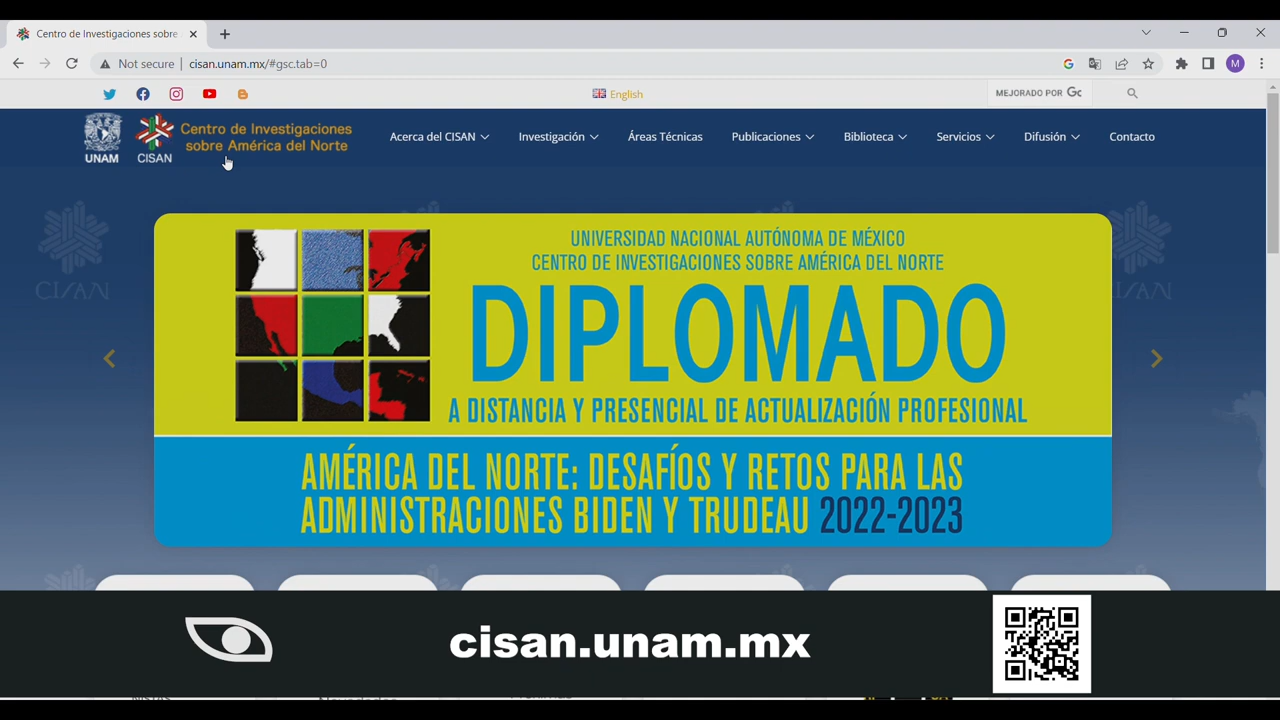 Centro de Investigaciones sobre
Not secure | cisan.unam.mx/#gsc.tab=0
M
English
MEJORADO POR
UNAM
CISAN
Centro de Investigaciones
sobre América del Norte
Acerca del CISAN
Investigación
Áreas Técnicas
Publicaciones
Biblioteca
Servicios
Difusión
Contacto
UNIVERSIDAD NACIONAL AUTÓNOMA DE MÉXICO
CENTRO DE INVESTIGACIONES SOBRE AMÉRICA DEL NORTE
DIPLOMADO
A DISTANCIA Y PRESENCIAL DE ACTUALIZACIÓN PROFESIONAL
AMÉRICA DEL NORTE: DESAFÍOS Y RETOS PARA LAS
ADMINISTRACIONES BIDEN Y TRUDEAU 2022-2023
cisan.unam.mx